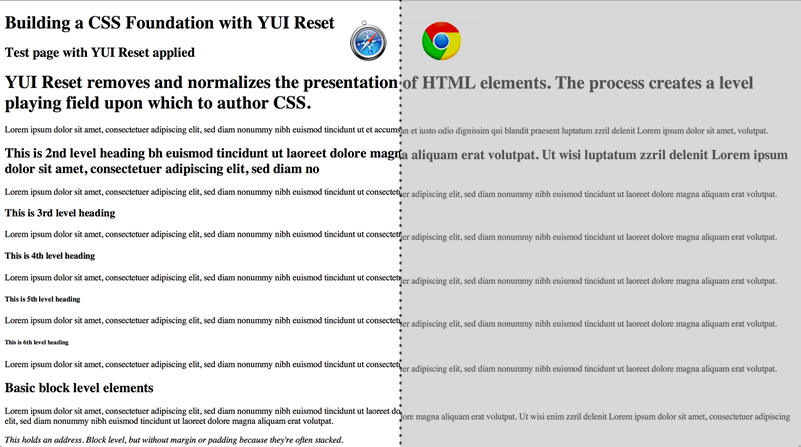 Building a CSS Foundation with YUI Reset
Test page with YUI Reset applied
YUI Reset removes and normalizes the presentation of HTML elements. The process creates a level
playing field upon which to author CSS.
Lorem ipsum dolor sit amet, consectetuer adipiscing elit, sed diam nonummy nibh euismod tincidunt ut et accumsan et iusto odio dignissim qui blandit praesent luptatum zzril delenit Lorem ipsum dolor sit amet, volutpat.
This is 2nd level heading bh euismod tincidunt ut laoreet dolore magna aliquam erat volutpat. Ut wisi luptatum zzril delenit Lorem ipsum
dolor sit amet, consectetuer adipiscing elit, sed diam no
Lorem ipsum dolor sit amet, consectetuer adipiscing elit, sed diam nonummy nibh euismod tincidunt ut consectetuer adipiscing elit, sed diam nonummy nibh euismod tincidunt ut laoreet dolore magna aliquam erat volutpat.
This is 3rd level heading
Lorem ipsum dolor sit amet, consectetuer adipiscing elit, sed diam nonummy nibh euismod tincidunt ut consectetuer adipiscing elit, sed diam nonummy nibh euismod tincidunt ut laoreet dolore magna aliquam erat volutpat.
This is 4th level heading
Lorem ipsum dolor sit amet, consectetuer adipiscing elit, sed diam nonummy nibh euismod tincidunt ut consectetuer adipiscing elit, sed diam nonummy nibh euismod tincidunt ut laoreet dolore magna aliquam erat volutpat.
This is 5th level heading
Lorem ipsum dolor sit amet, consectetuer adipiscing elit, sed diam nonummy nibh euismod tincidunt ut consectetuer adipiscing elit, sed diam nonummy nibh euismod tincidunt ut laoreet dolore magna aliquam erat volutpat.
This is 6th level heading
Lorem ipsum dolor sit amet, consectetuer adipiscing elit, sed diam nonummy nibh euismod tincidunt ut consectetuer adipiscing elit, sed diam nonummy nibh euismod tincidunt ut laoreet dolore magna aliquam erat volutpat.
Basic block level elements
Lorem ipsum dolor sit amet, consectetuer adipiscing elit, sed diam nonummy nibh euismod tincidunt ut laoreet dolore magna aliquam erat volutpat. Ut wisi enim zzril delenit Lorem ipsum dolor sit amet, consectetuer adipiscing
elit, sed diam nonummy nibh euismod tincidunt ut laoreet dolore magna aliquam erat volutpat.
This holds an address. Block level, but without margin or padding because they're often stacked.